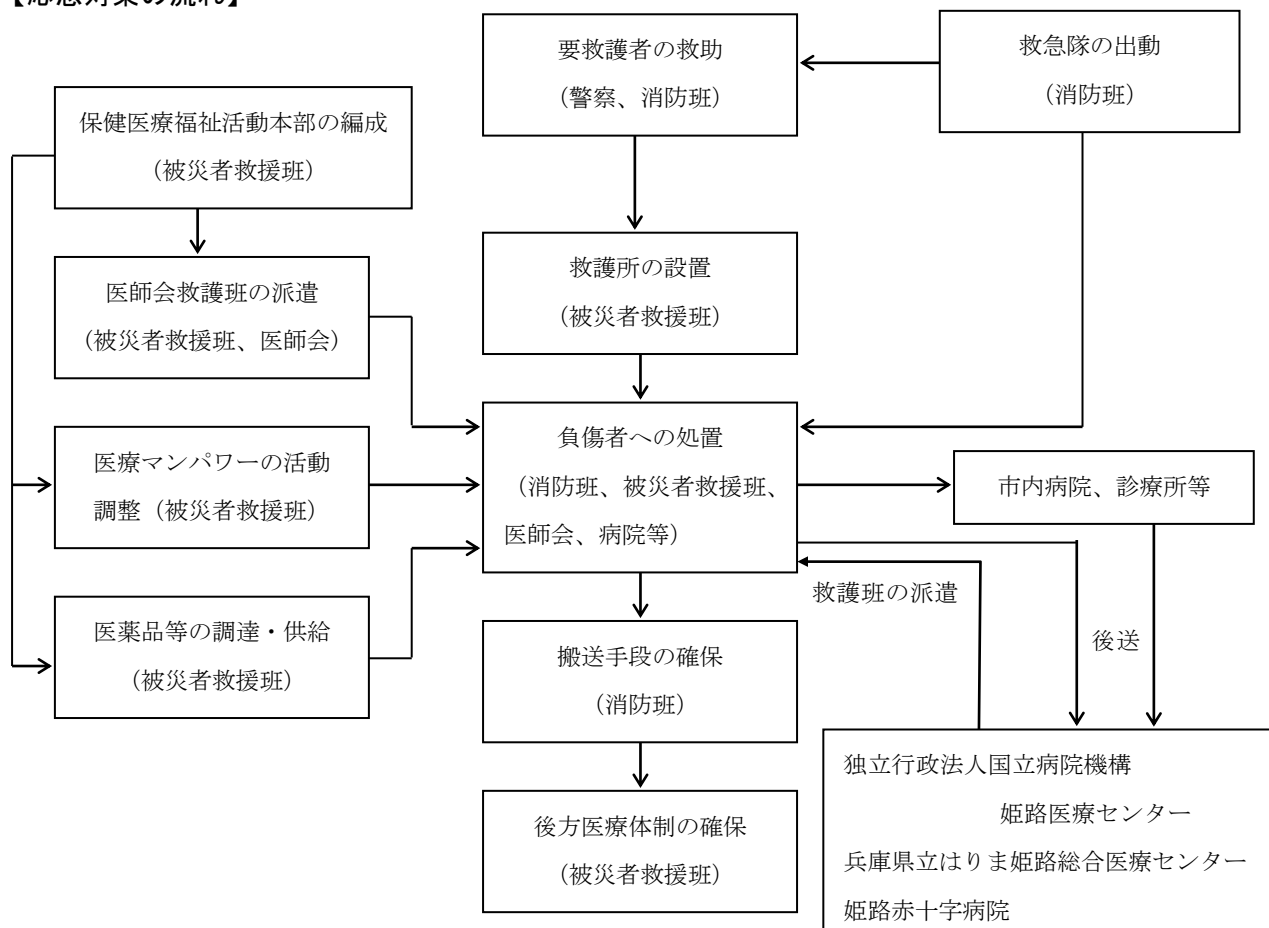 【応急対策の流れ】
要救護者の救助
（警察、消防班）
救急隊の出動
（消防班）
保健医療福祉活動本部の編成
（被災者救援班）
救護所の設置
（被災者救援班）
医師会救護班の派遣
（被災者救援班、医師会）
負傷者への処置
（消防班、被災者救援班、
医師会、病院等）
医療マンパワーの活動
調整（被災者救援班）
市内病院、診療所等
救護班の派遣
後送
医薬品等の調達・供給
（被災者救援班）
搬送手段の確保
（消防班）
後方医療体制の確保
（被災者救援班）
独立行政法人国立病院機構
姫路医療センター
兵庫県立はりま姫路総合医療センター
姫路赤十字病院